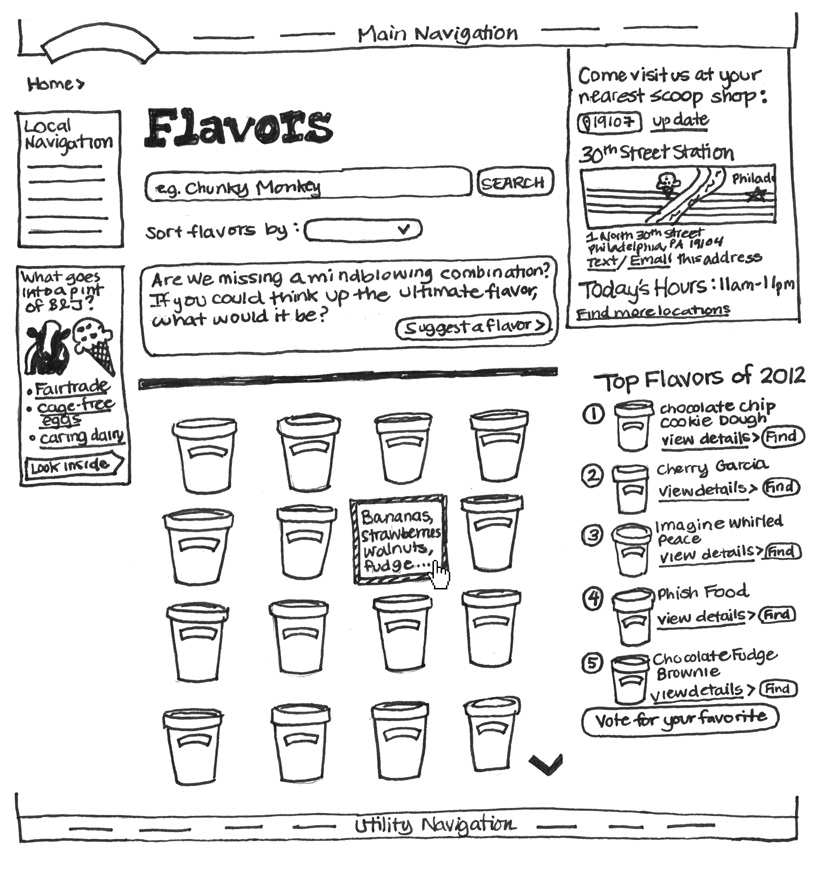 Main Navigation
Home>
Local
Navigation
What goes
into a pint
of B&J?
• Fairtrade
• cage-free
eggs
• caring dairy
Look inside
Flavors
e.g. Chunky Monkey
SEARCH
Sort flavors by:
Are we missing a mindblowing combination?
If you could think up the ultimate flavor,
what would it be?
Suggest a flavor >
Bananas,
strawberries
walnuts,
fudge....
Come visit us at your
nearest scoop shop:
19107 update
30th Street Station
Philad
1 North 30th street
Philadelphia, PA 19104
Text/Email this address
Today's Hours: 11am-11pm
Find more locations
Top Flavors of 2012
1 chocolate chip
cookie Dough
view details> Find
2 Cherry Garcia
view details> Find
3 Imagine Whirled
Peace
view details> Find
4 Phish Food
view details> Find
5 Chocolate Fudge
Brownie
view details> Find
Vote for your favorite
Utility Navigation